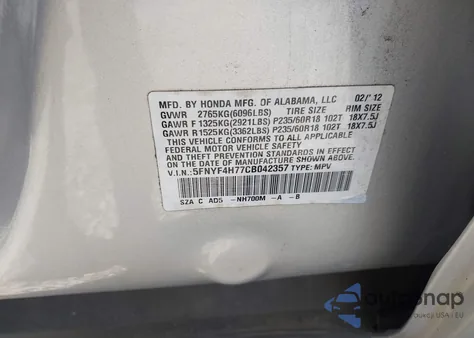 MFD. BY HONDA MFG. OF ALABAMA, LLC 02/'12
GVWR 2765KG(6096LBS) TIRE SIZE RIM SIZE
GAWR F 1325KG(2921LBS) P235/60R18 102T 18X7.5J
GAWR R 1525KG(3362LBS) P235/60R18 102T 18X7.5J
THIS VEHICLE CONFORMS TO ALL APPLICABLE
FEDERAL MOTOR VEHICLE SAFETY AND THEFT
PREVENTION STANDARDS IN EFFECT ON THE
DATE OF MANUFACTURE SHOWN ABOVE.
V.I.N.: 5FNYF4H77CB042357 TYPE: MPV
SZA C AD5 -NH700M -A -B
autosnap
Aukcje USA I EU